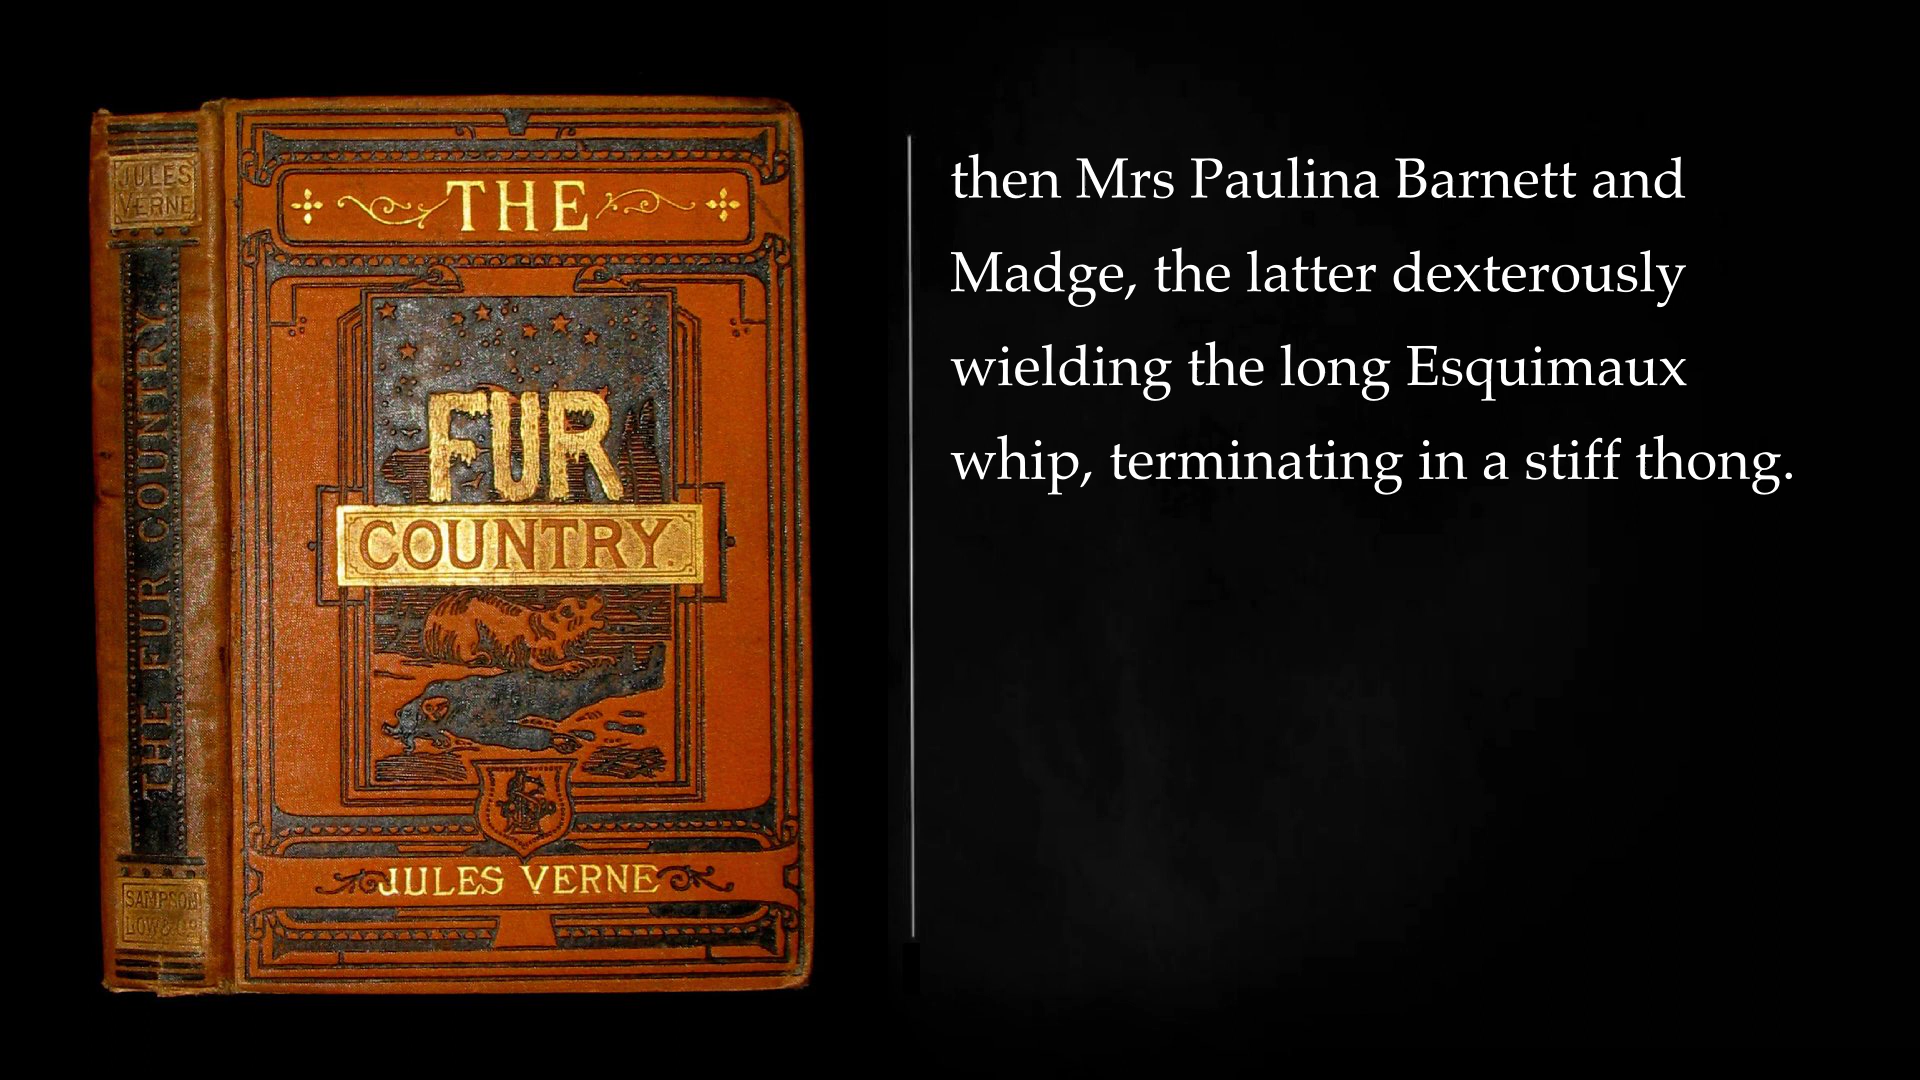 JULES
VERNE
THE FUR COUNTRY.
SAMPSON
LOW & Co
THE
FUR
COUNTRY.
JULES VERNE
then Mrs Paulina Barnett and
Madge, the latter dexterously
wielding the long Esquimaux
whip, terminating in a stiff thong.